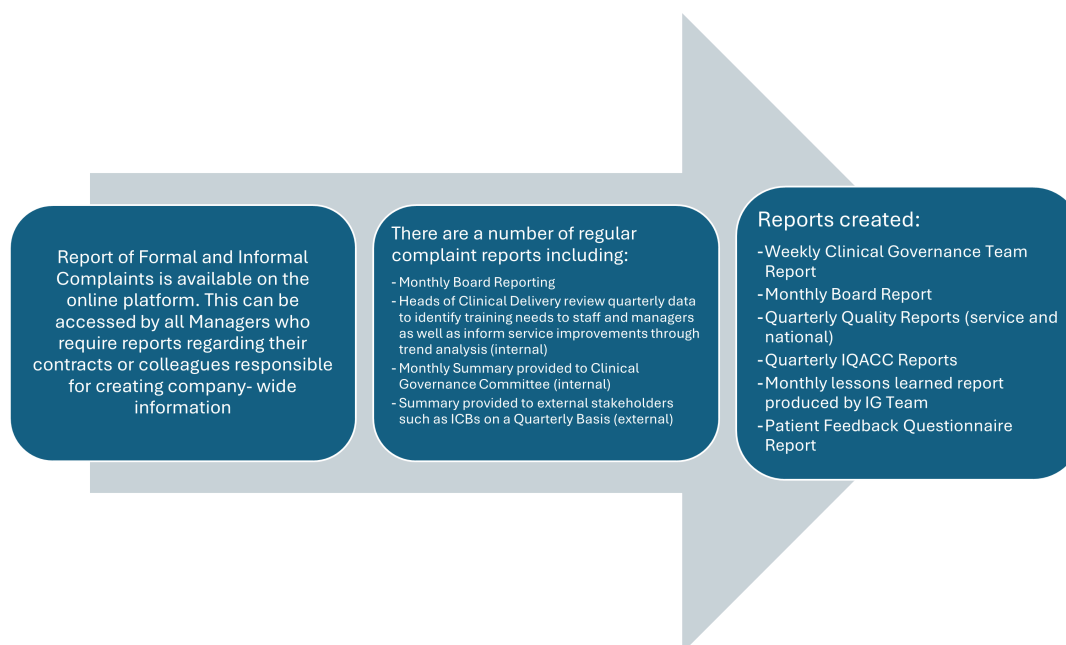 Report of Formal and Informal
Complaints is available on the
online platform. This can be
accessed by all Managers who
require reports regarding their
contracts or colleagues responsible
for creating company- wide
information
There are a number of regular
complaint reports including:
- Monthly Board Reporting
- Heads of Clinical Delivery review quarterly data
to identify training needs to staff and managers
as well as inform service improvements through
trend analysis (internal)
- Monthly Summary provided to Clinical
Governance Committee (internal)
- Summary provided to external stakeholders
such as ICBs on a Quarterly Basis (external)
Reports created:
-Weekly Clinical Governance Team
Report
-Monthly Board Report
-Quarterly Quality Reports (service and
national)
-Quarterly IQACC Reports
-Monthly lessons learned report
produced by IG Team
-Patient Feedback Questionnaire
Report